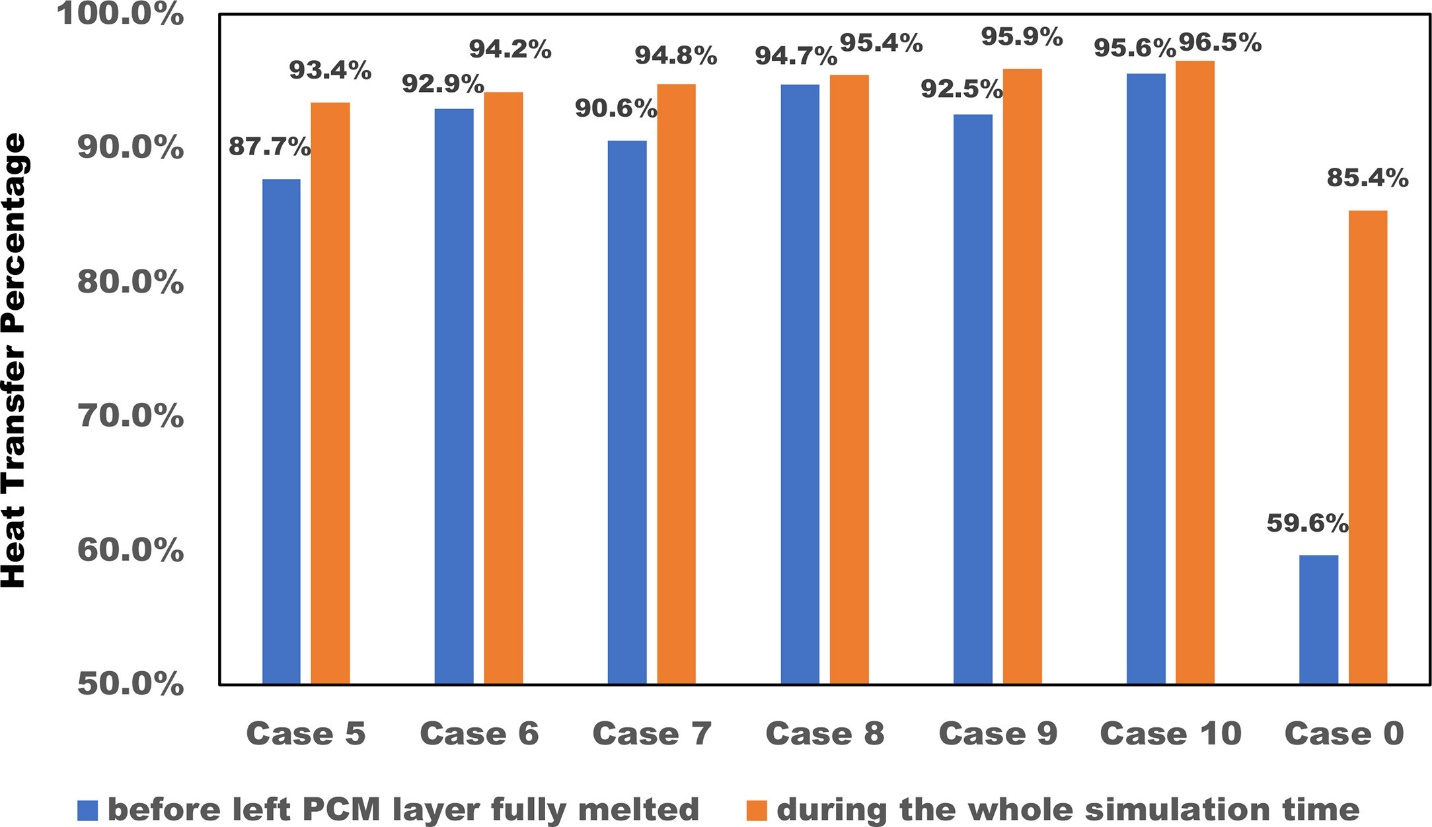 Heat Transfer Percentage
100.0%
90.0%
80.0%
70.0%
60.0%
50.0%
87.7%
93.4%
92.9%
94.2%
90.6%
94.8%
94.7%
95.4%
92.5%
95.9%
95.6%
96.5%
59.6%
85.4%
Case 5
Case 6
Case 7
Case 8
Case 9
Case 10
Case 0
before left PCM layer fully melted
during the whole simulation time